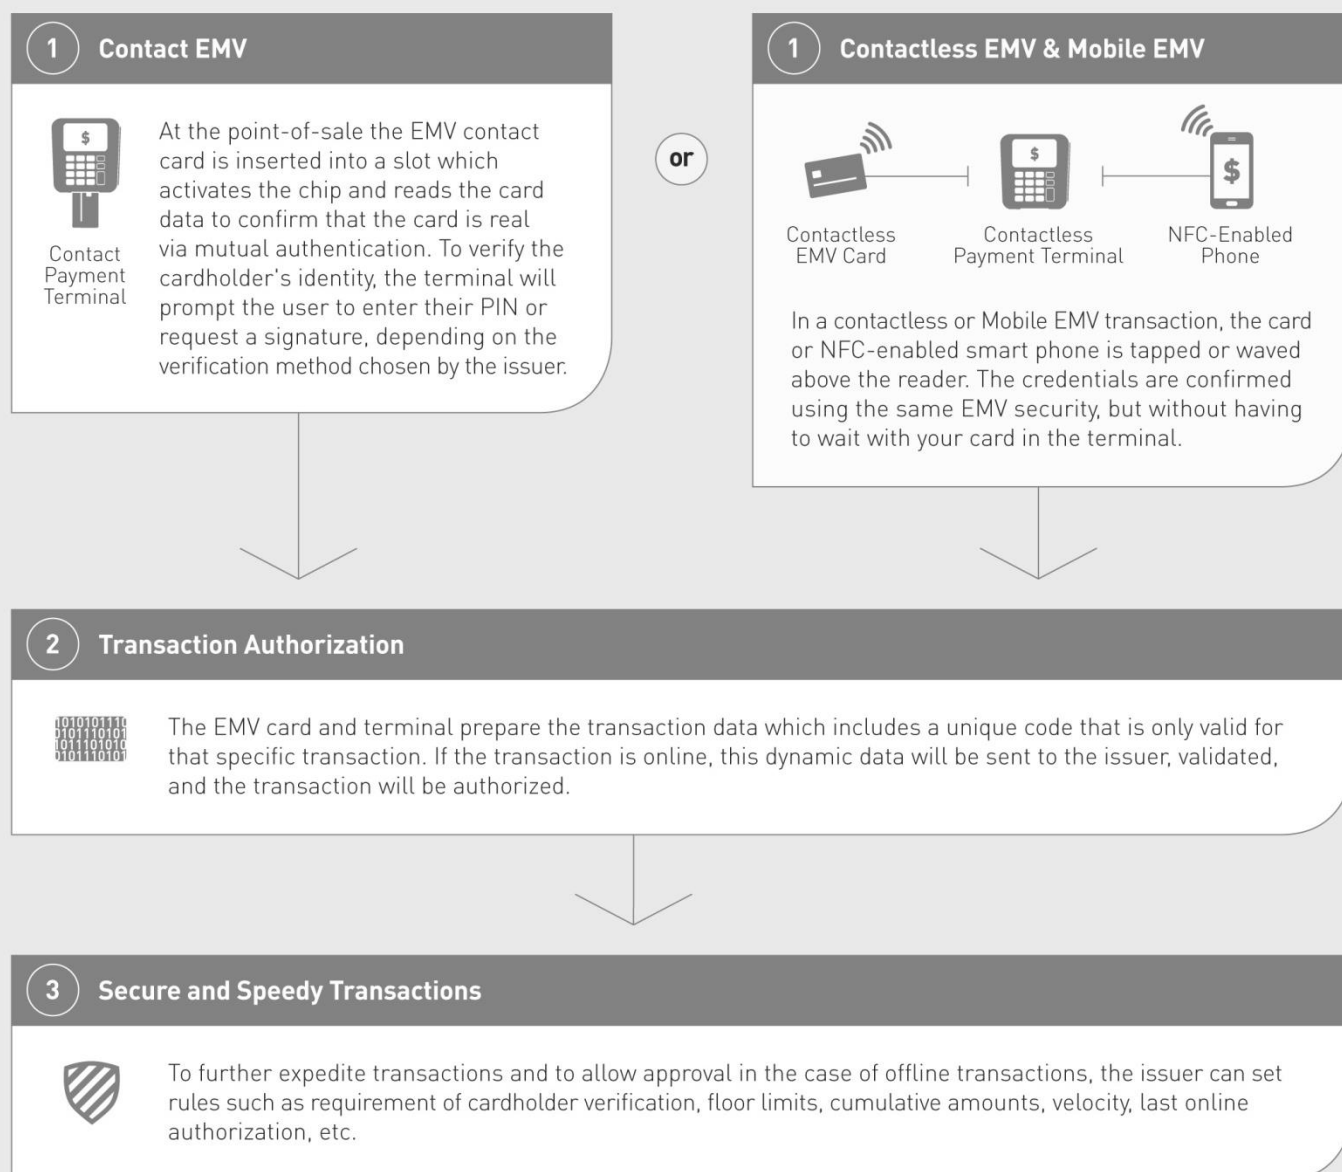 1 Contact EMV
$
Contact
Payment
Terminal
At the point-of-sale the EMV contact
card is inserted into a slot which
activates the chip and reads the card
data to confirm that the card is real
via mutual authentication. To verify the
cardholder's identity, the terminal will
prompt the user to enter their PIN or
request a signature, depending on the
verification method chosen by the issuer.
or
1 Contactless EMV & Mobile EMV
$
$
Contactless
EMV Card
Contactless
Payment Terminal
NFC-Enabled
Phone
In a contactless or Mobile EMV transaction, the card
or NFC-enabled smart phone is tapped or waved
above the reader. The credentials are confirmed
using the same EMV security, but without having
to wait with your card in the terminal.
2 Transaction Authorization
1010101110
0101110101
1011101010
0101110101
The EMV card and terminal prepare the transaction data which includes a unique code that is only valid for
that specific transaction. If the transaction is online, this dynamic data will be sent to the issuer, validated,
and the transaction will be authorized.
3 Secure and Speedy Transactions
To further expedite transactions and to allow approval in the case of offline transactions, the issuer can set
rules such as requirement of cardholder verification, floor limits, cumulative amounts, velocity, last online
authorization, etc.